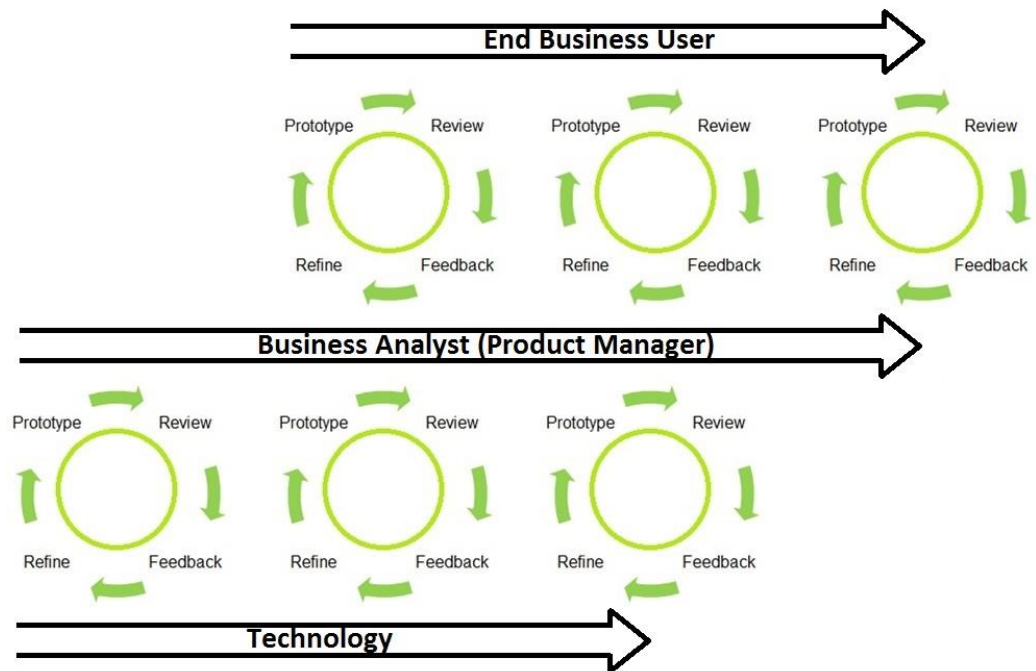 End Business User
Prototype Review Prototype Review Prototype Review
Refine Feedback Refine Feedback Refine Feedback
Business Analyst (Product Manager)
Prototype Review Prototype Review Prototype Review
Refine Feedback Refine Feedback Refine Feedback
Technology